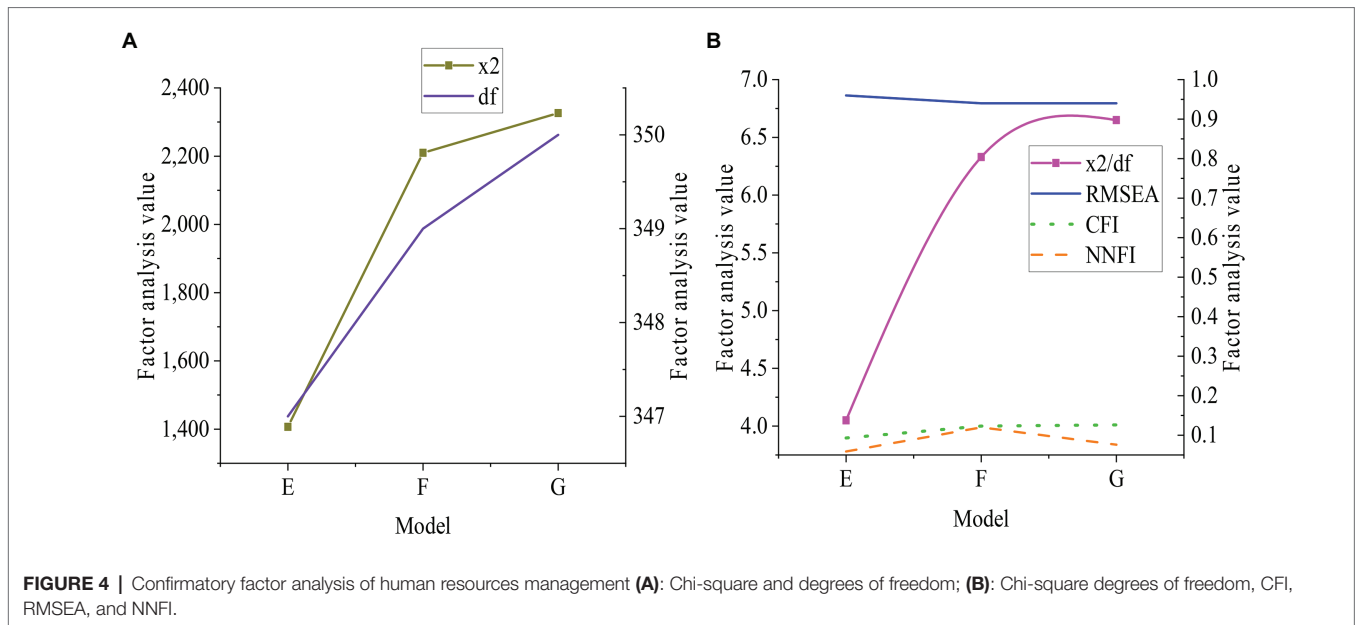 A
x2
df
2,400
2,200
2,000
1,800
1,600
1,400
Factor analysis value
350
349
348
347
Factor analysis value
E F G
Model
B
x2/df
RMSEA
CFI
NNFI
7.0
6.5
6.0
5.5
5.0
4.5
4.0
Factor analysis value
1.0
0.9
0.8
0.7
0.6
0.5
0.4
0.3
0.2
0.1
Factor analysis value
E F G
Model
FIGURE 4 | Confirmatory factor analysis of human resources management (A): Chi-square and degrees of freedom; (B): Chi-square degrees of freedom, CFI,
RMSEA, and NNFI.